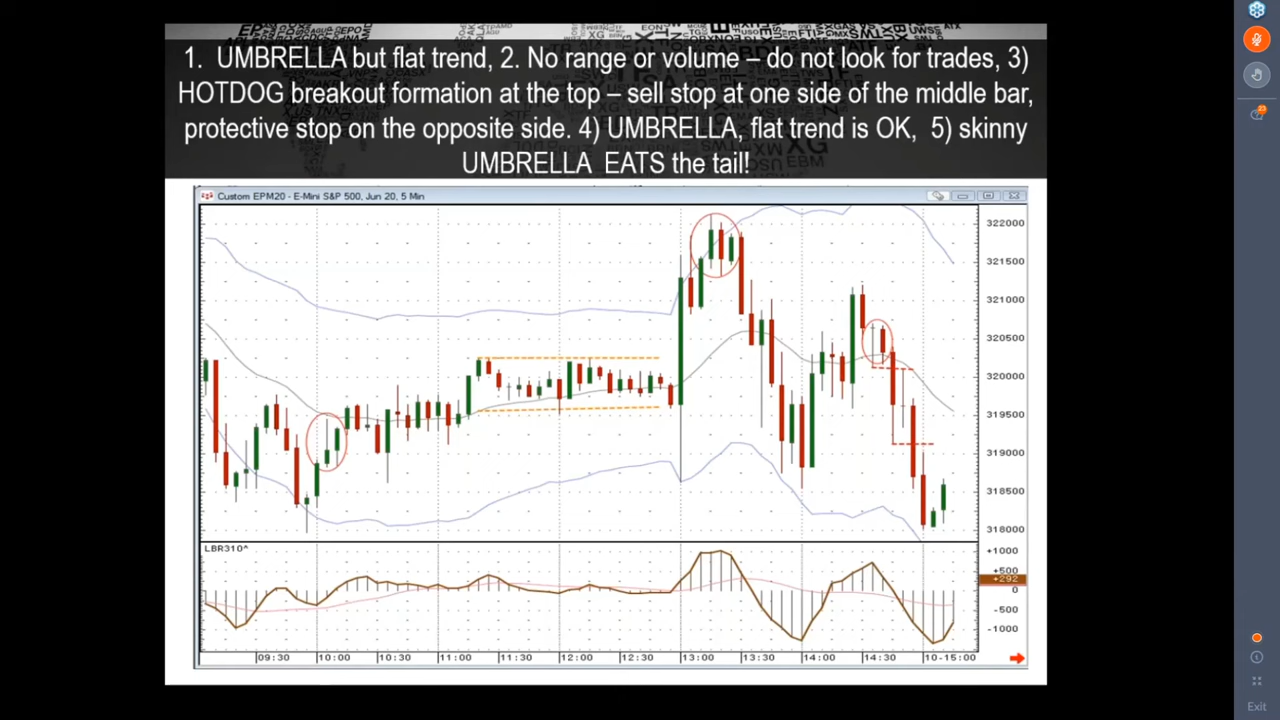 1. UMBRELLA but flat trend, 2. No range or volume – do not look for trades, 3)
HOTDOG breakout formation at the top – sell stop at one side of the middle bar,
protective stop on the opposite side. 4) UMBRELLA, flat trend is OK, 5) skinny
UMBRELLA EATS the tail!
Custom EPM20 - E-Mini S&P 500, Jun 20, 5 Min
322000
321500
321000
320500
320000
319500
319000
318500
318000
LBR310^
+1000
+500
+292
0
-500
-1000
09:30 10:00 10:30 11:00 11:30 12:00 12:30 13:00 13:30 14:00 14:30 10-15:00
23
Exit